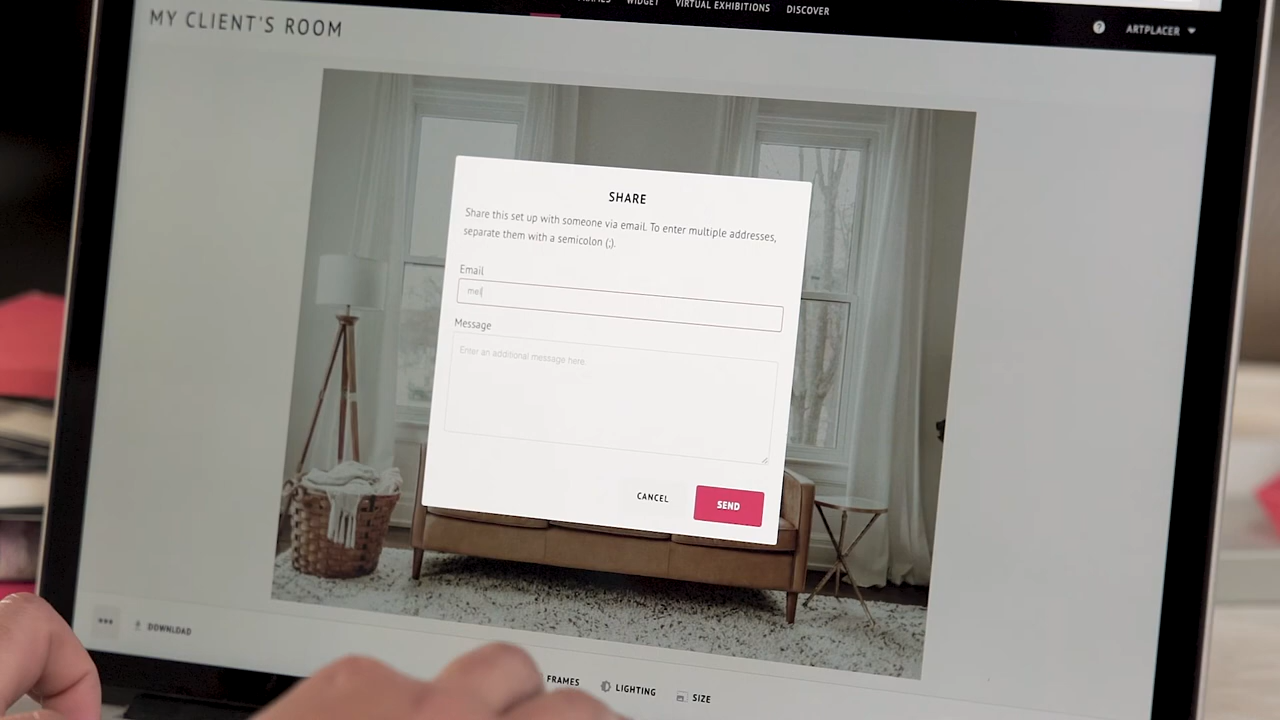 WIDGET VIRTUAL EXHIBITIONS DISCOVER
MY CLIENT'S ROOM
? ARTPLACER
SHARE
Share this set up with someone via email. To enter multiple addresses,
separate them with a semicolon (;).
Email
mel
Message
Enter an additional message here.
CANCEL SEND
DOWNLOAD
FRAMES LIGHTING SIZE